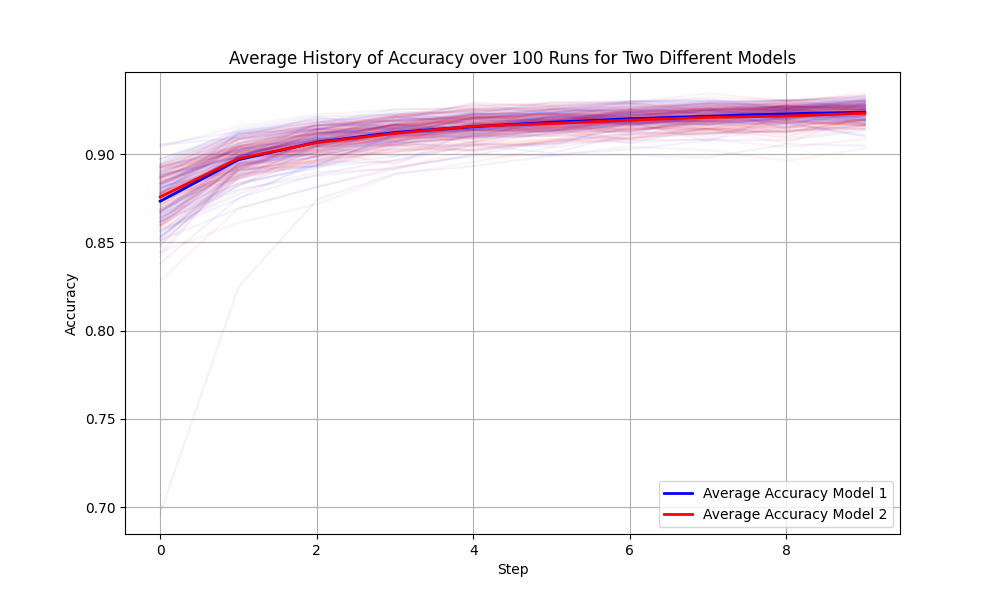 Average History of Accuracy over 100 Runs for Two Different Models
Accuracy
0.90
0.85
0.80
0.75
0.70
Average Accuracy Model 1
Average Accuracy Model 2
0 2 4 6 8
Step